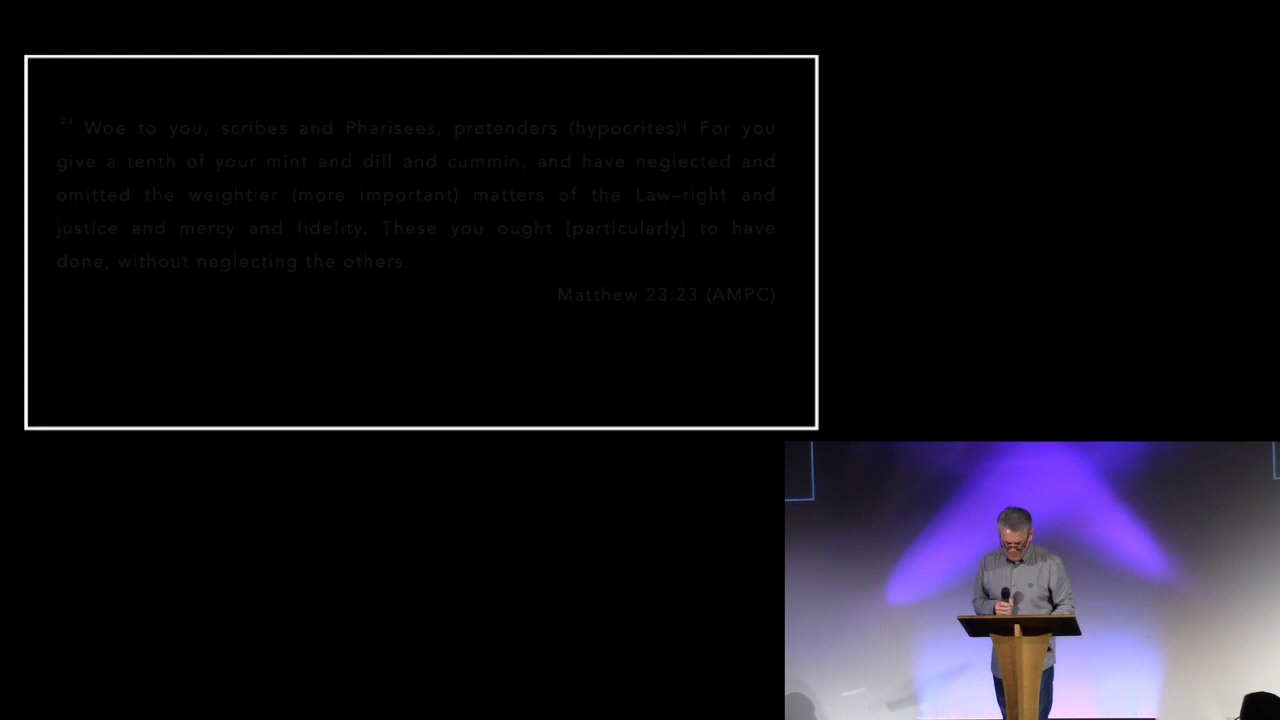 23 Woe to you, scribes and Pharisees, pretenders (hypocrites)! For you
give a tenth of your mint and dill and cummin, and have neglected and
omitted the weightier (more important) matters of the Law–right and
justice and mercy and fidelity. These you ought [particularly] to have
done, without neglecting the others.
Matthew 23:23 (AMPC)